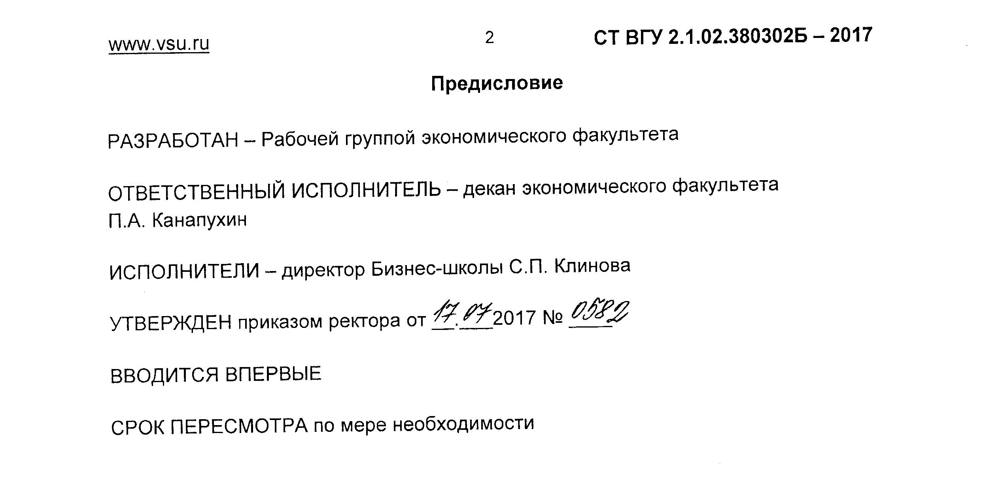 www.vsu.ru 2 СТ ВГУ 2.1.02.380302Б – 2017
Предисловие
РАЗРАБОТАН – Рабочей группой экономического факультета
ОТВЕТСТВЕННЫЙ ИСПОЛНИТЕЛЬ – декан экономического факультета
П.А. Канапухин
ИСПОЛНИТЕЛИ – директор Бизнес-школы С.П. Клинова
УТВЕРЖДЕН приказом ректора от 17.07 2017 № 0582
ВВОДИТСЯ ВПЕРВЫЕ
СРОК ПЕРЕСМОТРА по мере необходимости